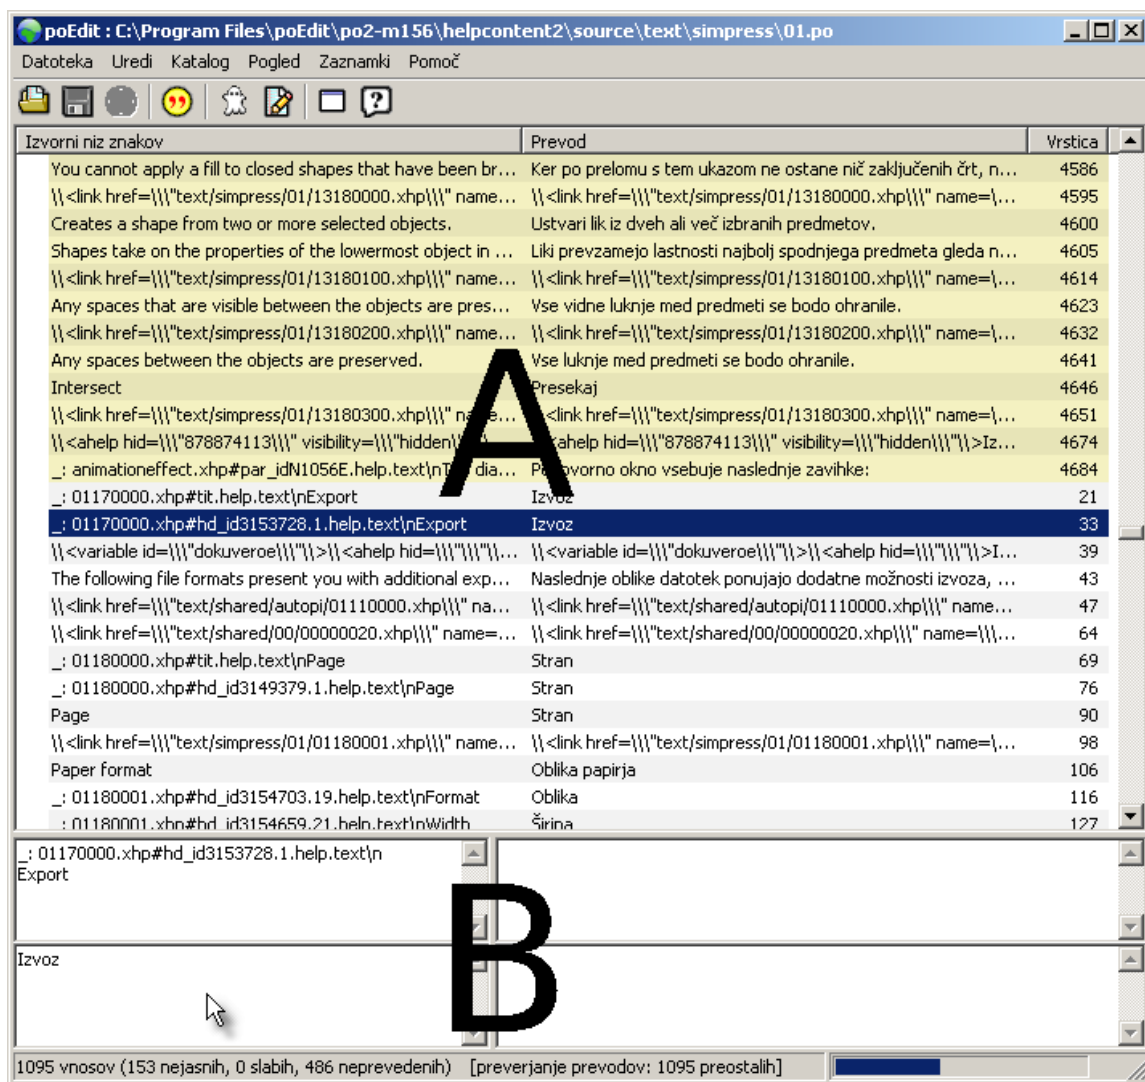 poEdit : C:\Program Files\poEdit\po2-m156\helpcontent2\source\text\simpress\01.po
Datoteka Uredi Katalog Pogled Zaznamki Pomoč
Izvorni niz znakov Prevod Vrstica
You cannot apply a fill to closed shapes that have been br... Ker po prelomu s tem ukazom ne ostane nič zaključenih črt, n... 4586
\\<link href=\\\"text/simpress/01/13180000.xhp\\\" name... \\<link href=\\\"text/simpress/01/13180000.xhp\\\" name=\... 4595
Creates a shape from two or more selected objects. Ustvari lik iz dveh ali več izbranih predmetov. 4600
Shapes take on the properties of the lowermost object in ... Liki prevzamejo lastnosti najbolj spodnjega predmeta gleda n... 4605
\\<link href=\\\"text/simpress/01/13180100.xhp\\\" name... \\<link href=\\\"text/simpress/01/13180100.xhp\\\" name=\... 4614
Any spaces that are visible between the objects are pres... Vse vidne luknje med predmeti se bodo ohranile. 4623
\\<link href=\\\"text/simpress/01/13180200.xhp\\\" name... \\<link href=\\\"text/simpress/01/13180200.xhp\\\" name=\... 4632
Any spaces between the objects are preserved. Vse luknje med predmeti se bodo ohranile. 4641
Intersect Presekaj 4646
\\<link href=\\\"text/simpress/01/13180300.xhp\\\" name... \\<link href=\\\"text/simpress/01/13180300.xhp\\\" name=\... 4651
\\<ahelp hid=\\\"878874113\\\" visibility=\\\"hidden\\\... <ahelp hid=\\\"878874113\\\" visibility=\\\"hidden\\\"\\>Iz... 4674
_: animationeffect.xhp#par_idN1056E.help.text\nThe dia... Pogovorno okno vsebuje naslednje zavihke: 4684
_: 01170000.xhp#tit.help.text\nExport Izvoz 21
_: 01170000.xhp#hd_id3153728.1.help.text\nExport Izvoz 33
\\<variable id=\\\"dokuveroe\\\"\\>\\<ahelp hid=\\\"\\\"\\... \\<variable id=\\\"dokuveroe\\\"\\>\\<ahelp hid=\\\"\\\"\\>I... 39
The following file formats present you with additional exp... Naslednje oblike datotek ponujajo dodatne možnosti izvoza, ... 43
\\<link href=\\\"text/shared/autopi/01110000.xhp\\\" na... \\<link href=\\\"text/shared/autopi/01110000.xhp\\\" name... 47
\\<link href=\\\"text/shared/00/00000020.xhp\\\" name=... \\<link href=\\\"text/shared/00/00000020.xhp\\\" name=\\\... 64
_: 01180000.xhp#tit.help.text\nPage Stran 69
_: 01180000.xhp#hd_id3149379.1.help.text\nPage Stran 76
Page Stran 90
\\<link href=\\\"text/simpress/01/01180001.xhp\\\" name... \\<link href=\\\"text/simpress/01/01180001.xhp\\\" name=\... 98
Paper format Oblika papirja 106
_: 01180001.xhp#hd_id3154703.19.help.text\nFormat Oblika 116
_: 01180001.xhp#hd_id3154659.21.help.text\nWidth Širina 127
A
_: 01170000.xhp#hd_id3153728.1.help.text\n
Export
B
Izvoz
1095 vnosov (153 nejasnih, 0 slabih, 486 neprevedenih) [preverjanje prevodov: 1095 preostalih]